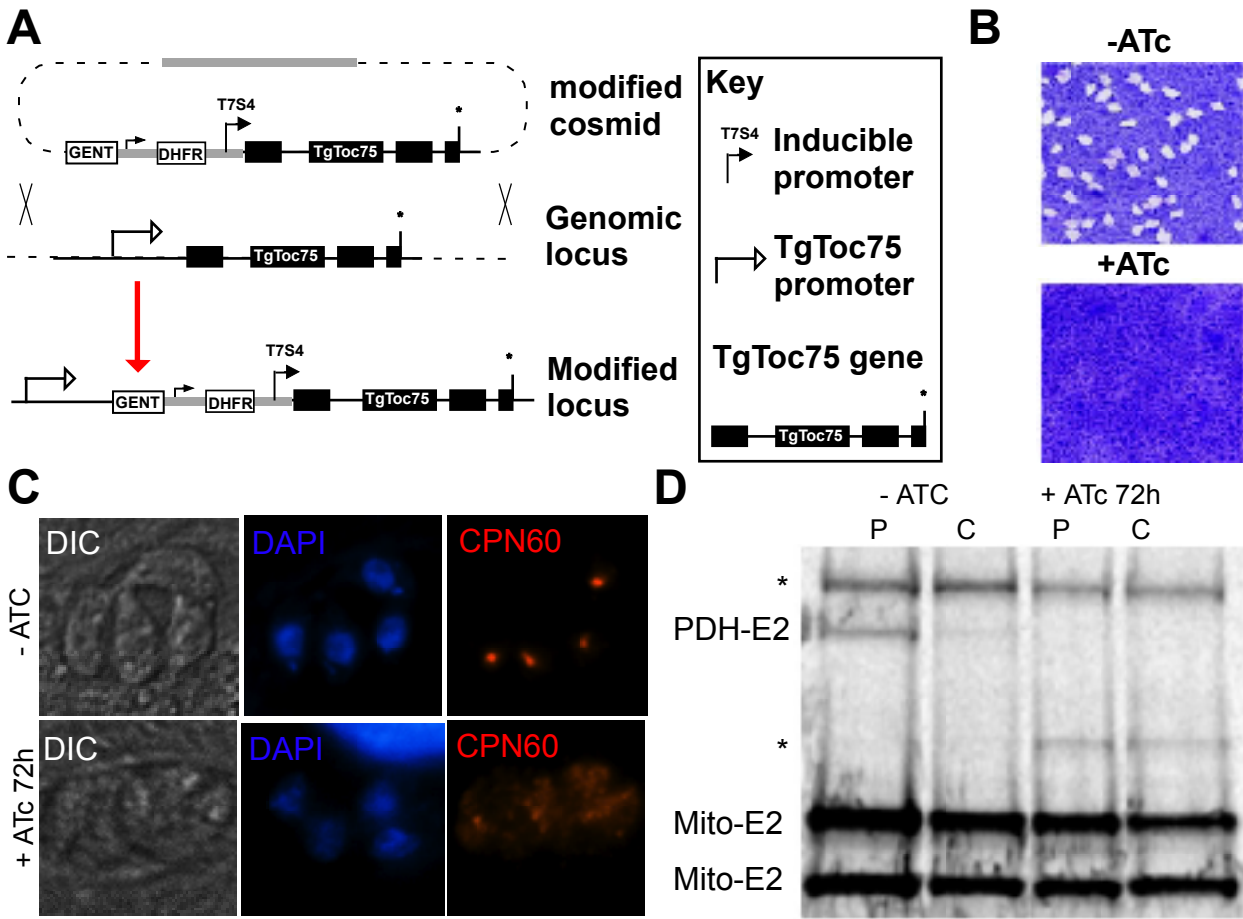 A
T7S4
*
GENT DHFR TgToc75
modified
cosmid
*
TgToc75
Genomic
locus
T7S4
*
GENT DHFR TgToc75
Modified
locus
Key
T7S4
Inducible
promoter
TgToc75
promoter
TgToc75 gene
*
TgToc75
B
-ATc
+ATc
C
- ATC
DIC DAPI CPN60
+ ATc 72h
DIC DAPI CPN60
D
- ATC + ATc 72h
P C P C
*
PDH-E2
*
Mito-E2
Mito-E2